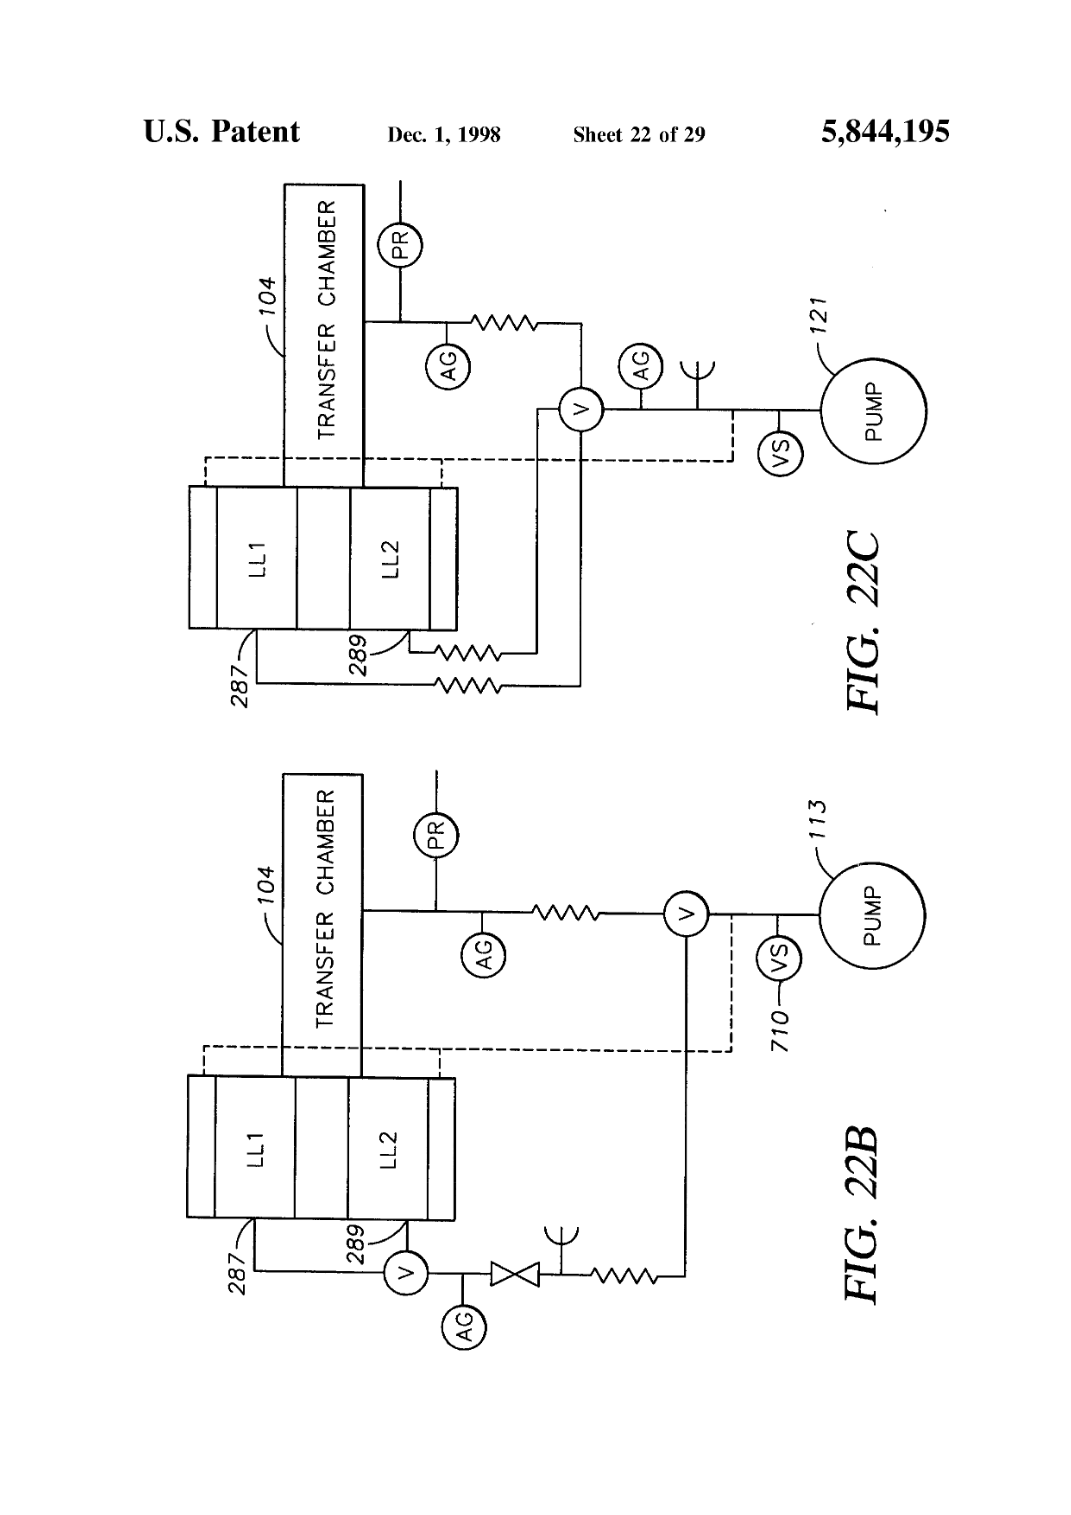 U.S. Patent Dec. 1, 1998 Sheet 22 of 29 5,844,195
104
TRANSFER CHAMBER
PR
AG
LL1
LL2
287
289
V
AG
VS
121
PUMP
FIG. 22C
104
TRANSFER CHAMBER
PR
AG
LL1
LL2
287
289
V
AG
V
VS
710
113
PUMP
FIG. 22B